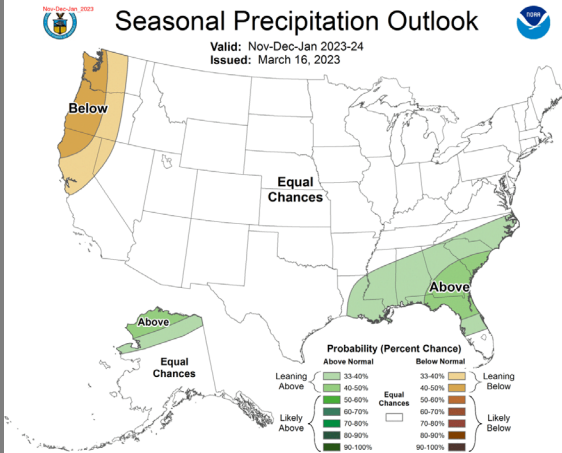 Nov-Dec-Jan_2023
Seasonal Precipitation Outlook
NOAA
Valid: Nov-Dec-Jan 2023-24
Issued: March 16, 2023
Below
Equal
Chances
Above
Above
Equal
Chances
Probability (Percent Chance)
Above Normal
Below Normal
Leaning
Above
33-40%
40-50%
50-60%
60-70%
70-80%
80-90%
90-100%
Likely
Above
Equal
Chances
33-40%
40-50%
50-60%
60-70%
70-80%
80-90%
90-100%
Leaning
Below
Likely
Below